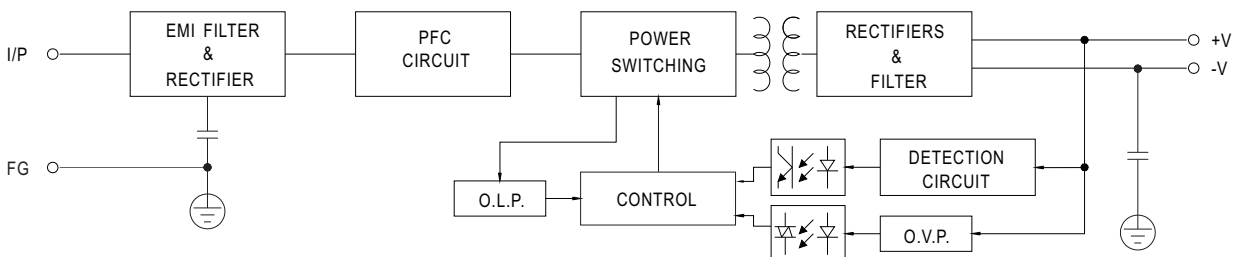 I/P
EMI FILTER
&
RECTIFIER
PFC
CIRCUIT
POWER
SWITCHING
RECTIFIERS
&
FILTER
+V
-V
FG
O.L.P.
CONTROL
DETECTION
CIRCUIT
O.V.P.